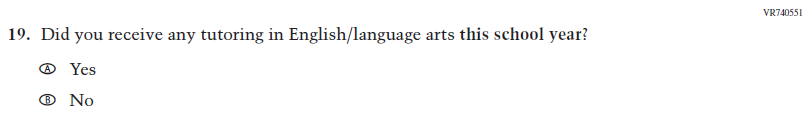 VR740551
19. Did you receive any tutoring in English/language arts this school year?
Ⓐ Yes
Ⓑ No